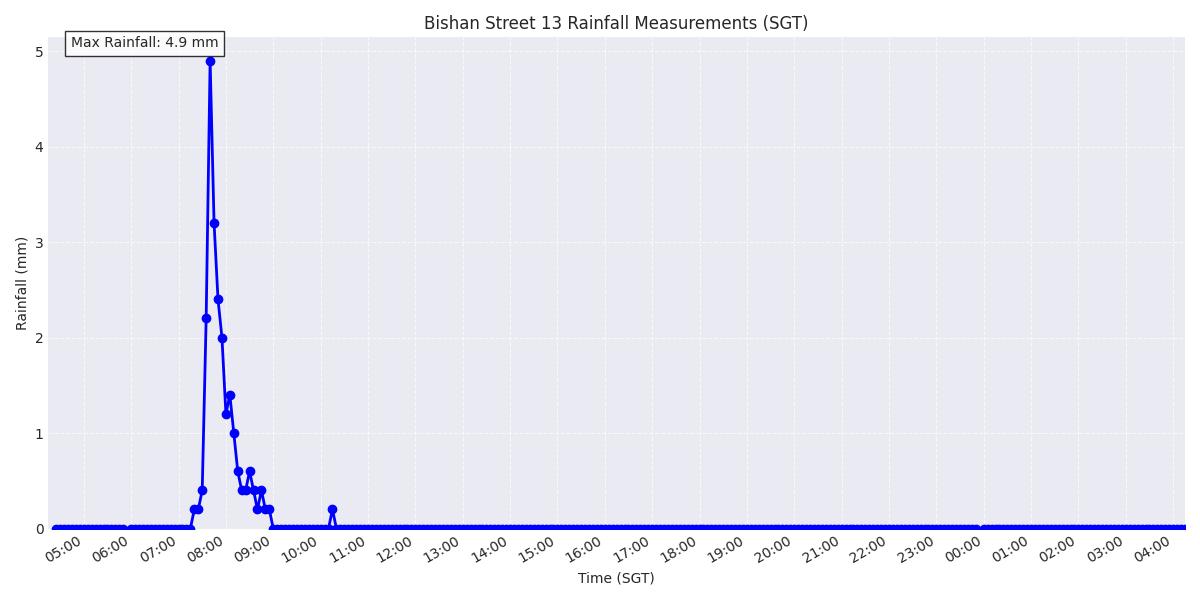 Bishan Street 13 Rainfall Measurements (SGT)
Max Rainfall: 4.9 mm
5
4
3
2
1
0
Rainfall (mm)
05:00 06:00 07:00 08:00 09:00 10:00 11:00 12:00 13:00 14:00 15:00 16:00 17:00 18:00 19:00 20:00 21:00 22:00 23:00 00:00 01:00 02:00 03:00 04:00
Time (SGT)